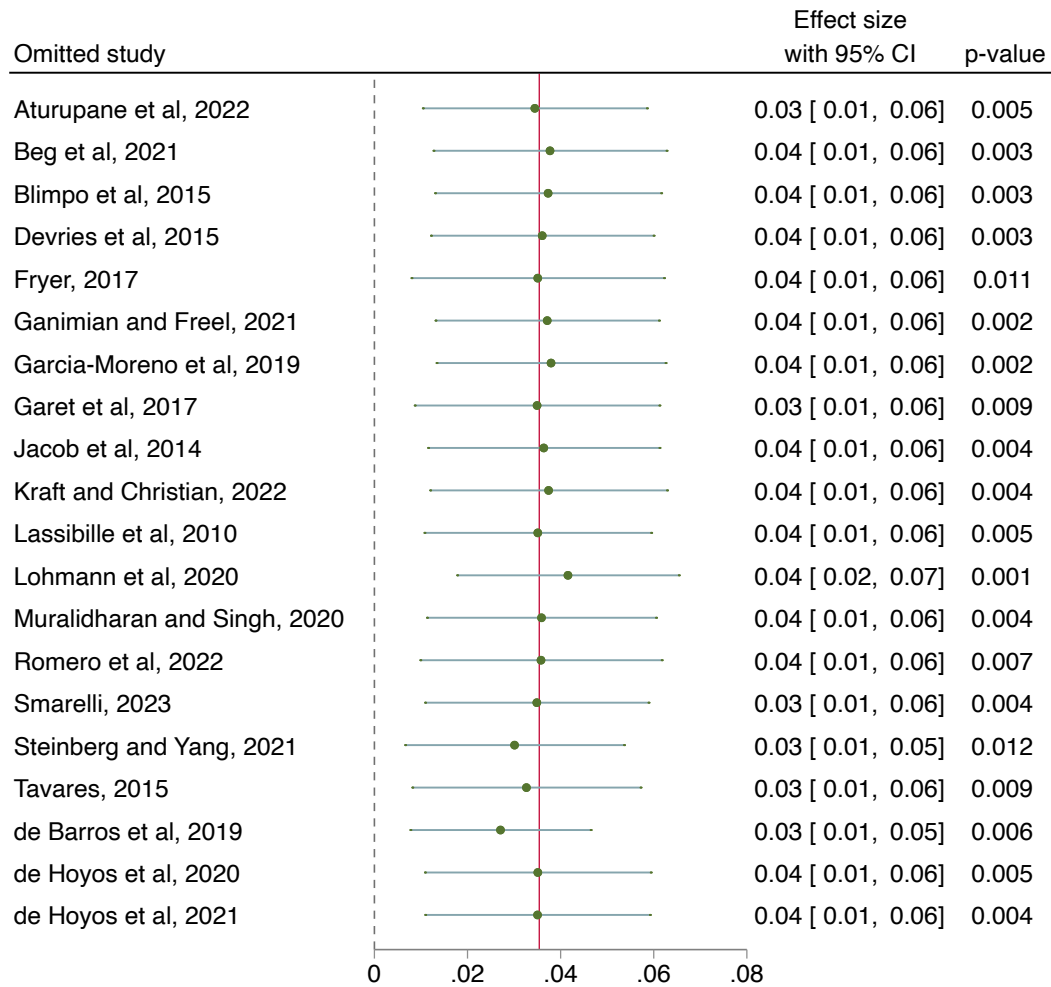 Effect size
Omitted study with 95% CI p-value
Aturupane et al, 2022 0.03 [ 0.01, 0.06] 0.005
Beg et al, 2021 0.04 [ 0.01, 0.06] 0.003
Blimpo et al, 2015 0.04 [ 0.01, 0.06] 0.003
Devries et al, 2015 0.04 [ 0.01, 0.06] 0.003
Fryer, 2017 0.04 [ 0.01, 0.06] 0.011
Ganimian and Freel, 2021 0.04 [ 0.01, 0.06] 0.002
Garcia-Moreno et al, 2019 0.04 [ 0.01, 0.06] 0.002
Garet et al, 2017 0.03 [ 0.01, 0.06] 0.009
Jacob et al, 2014 0.04 [ 0.01, 0.06] 0.004
Kraft and Christian, 2022 0.04 [ 0.01, 0.06] 0.004
Lassibille et al, 2010 0.04 [ 0.01, 0.06] 0.005
Lohmann et al, 2020 0.04 [ 0.02, 0.07] 0.001
Muralidharan and Singh, 2020 0.04 [ 0.01, 0.06] 0.004
Romero et al, 2022 0.04 [ 0.01, 0.06] 0.007
Smarelli, 2023 0.03 [ 0.01, 0.06] 0.004
Steinberg and Yang, 2021 0.03 [ 0.01, 0.05] 0.012
Tavares, 2015 0.03 [ 0.01, 0.06] 0.009
de Barros et al, 2019 0.03 [ 0.01, 0.05] 0.006
de Hoyos et al, 2020 0.04 [ 0.01, 0.06] 0.005
de Hoyos et al, 2021 0.04 [ 0.01, 0.06] 0.004
0 .02 .04 .06 .08